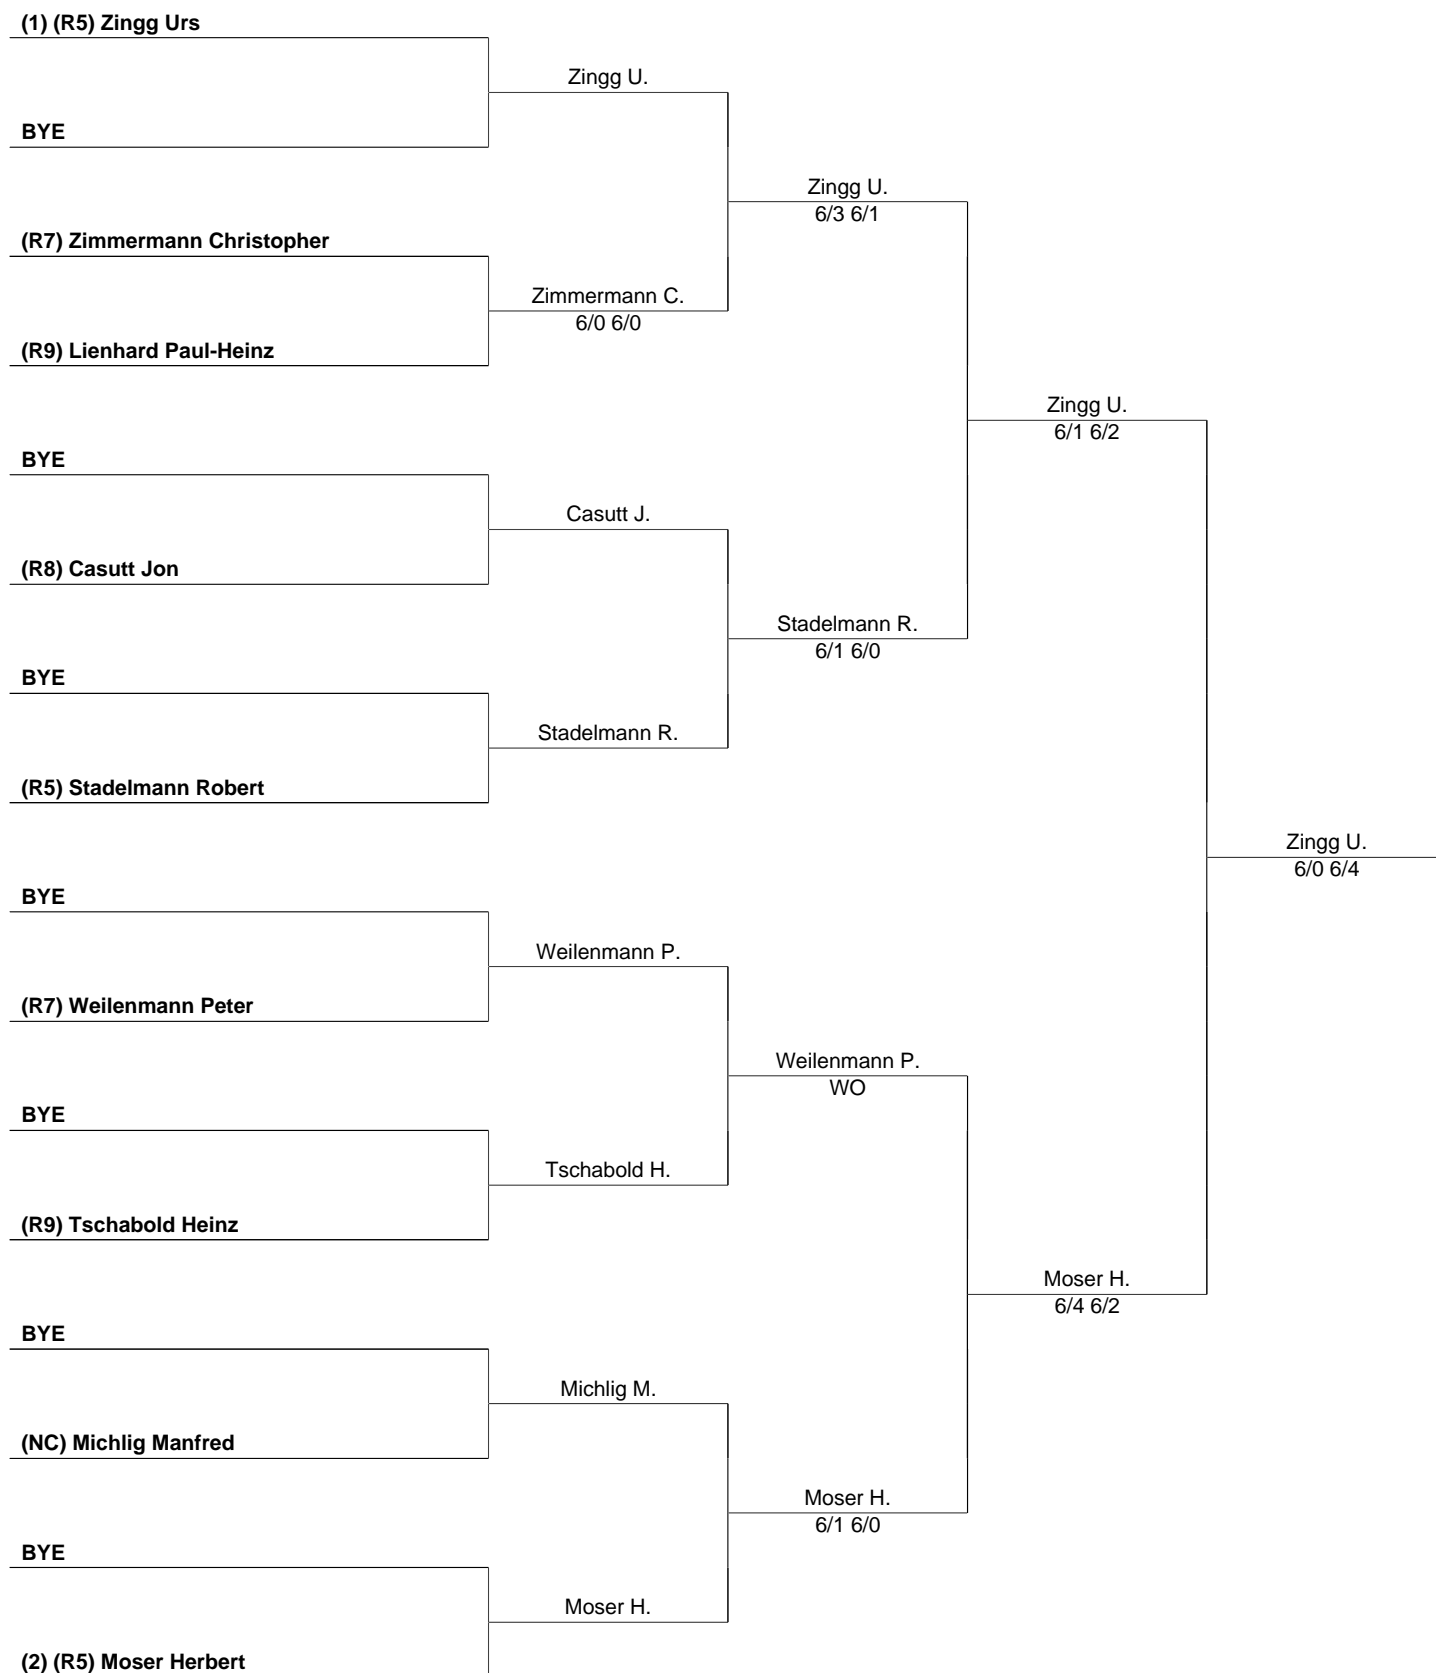 (1) (R5) Zingg Urs
Zingg U.
BYE
Zingg U.
6/3 6/1
(R7) Zimmermann Christopher
Zimmermann C.
6/0 6/0
(R9) Lienhard Paul-Heinz
Zingg U.
6/1 6/2
BYE
Casutt J.
(R8) Casutt Jon
Stadelmann R.
6/1 6/0
BYE
Stadelmann R.
(R5) Stadelmann Robert
Zingg U.
6/0 6/4
BYE
Weilenmann P.
(R7) Weilenmann Peter
Weilenmann P.
WO
BYE
Tschabold H.
(R9) Tschabold Heinz
Moser H.
6/4 6/2
BYE
Michlig M.
(NC) Michlig Manfred
Moser H.
6/1 6/0
BYE
Moser H.
(2) (R5) Moser Herbert